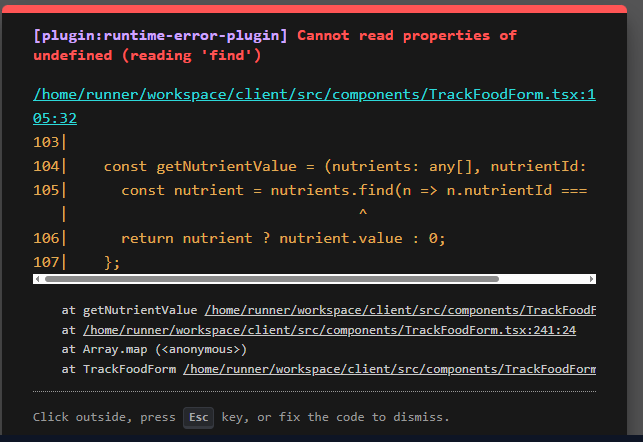 [plugin:runtime-error-plugin] Cannot read properties of
undefined (reading 'find')
/home/runner/workspace/client/src/components/TrackFoodForm.tsx:1
05:32
103|
104|    const getNutrientValue = (nutrients: any[], nutrientId:
105|      const nutrient = nutrients.find(n => n.nutrientId ===
   |                                 ^
106|      return nutrient ? nutrient.value : 0;
107|    };
at getNutrientValue /home/runner/workspace/client/src/components/TrackFoodF
at /home/runner/workspace/client/src/components/TrackFoodForm.tsx:241:24
at Array.map (<anonymous>)
at TrackFoodForm /home/runner/workspace/client/src/components/TrackFoodForm
Click outside, press Esc key, or fix the code to dismiss.